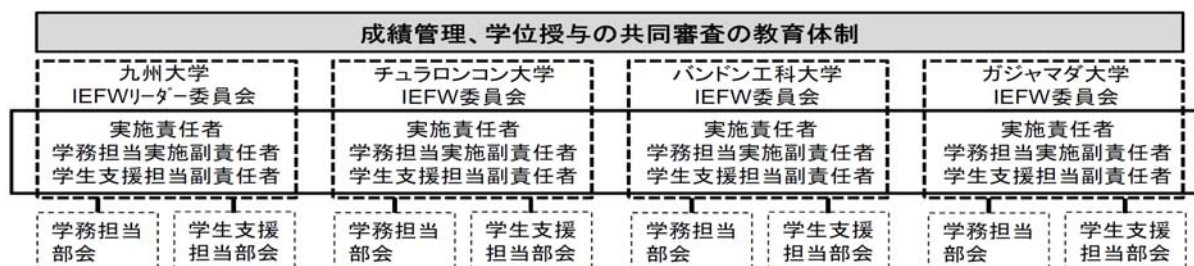 成績管理、学位授与の共同審査の教育体制
九州大学
IEFWリーダー委員会
実施責任者
学務担当実施副責任者
学生支援担当副責任者
学務担当
部会
学生支援
担当部会
チュラロンコン大学
IEFW委員会
実施責任者
学務担当実施副責任者
学生支援担当副責任者
学務担当
部会
学生支援
担当部会
バンドン工科大学
IEFW委員会
実施責任者
学務担当実施副責任者
学生支援担当副責任者
学務担当
部会
学生支援
担当部会
ガジャマダ大学
IEFW委員会
実施責任者
学務担当実施副責任者
学生支援担当副責任者
学務担当
部会
学生支援
担当部会